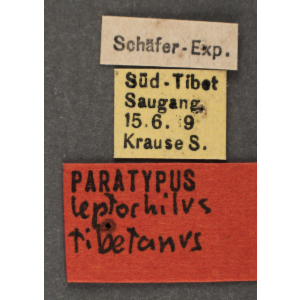 Schäfer-Exp.
Süd-Tibet
Saugang
15.6. 9
Krause S.
PARATYPUS
leptochilus
tibetanus